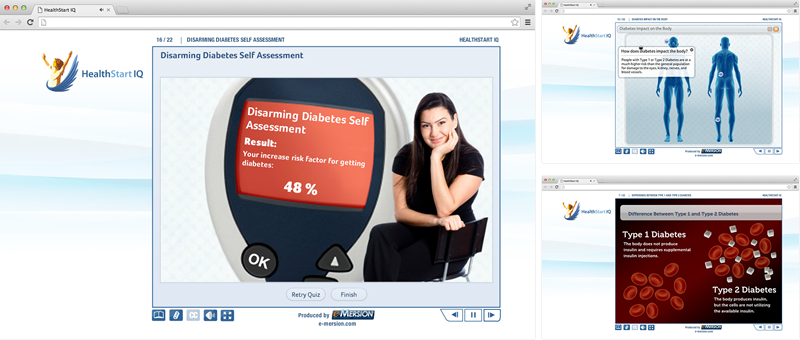 HealthStart IQ
16 / 22 | DISARMING DIABETES SELF ASSESSMENT HEALTHSTART IQ
HealthStart IQ
Disarming Diabetes Self Assessment
Disarming Diabetes Self
Assessment
Result:
Your increase risk factor for getting
diabetes:
48 %
OK
Retry Quiz Finish
CC
Produced by e-MERSION
e-mersion.com
HealthStart IQ
DIABETES IMPACT ON THE BODY HEALTHSTART IQ
HealthStart IQ
Diabetes Impact on the Body
How does diabetes impact the body?
People with Type 1 or Type 2 Diabetes are at a
much higher risk than the general population
for damage to the eyes, kidney, nerves, and
blood vessels.
Produced by e-MERSION
e-mersion.com
HealthStart IQ
DIFFERENCE BETWEEN TYPE 1 AND TYPE 2 DIABETES HEALTHSTART IQ
HealthStart IQ
Difference Between Type 1 and Type 2 Diabetes
Type 1 Diabetes
The body does not produce
insulin and requires supplemental
insulin injections.
Type 2 Diabetes
The body produces insulin,
but the cells are not utilizing
the available insulin.
Produced by e-MERSION
e-mersion.com